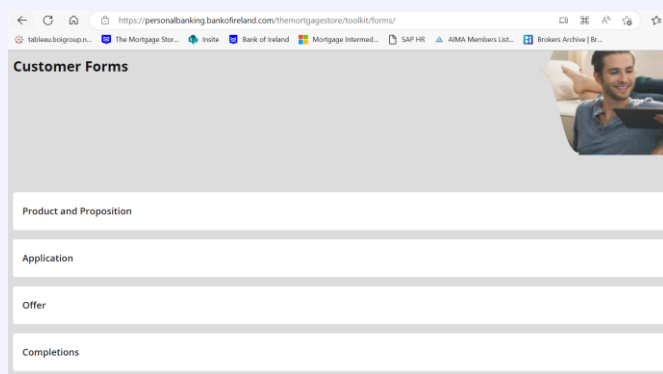 https://personalbanking.bankofireland.com/themortgagestore/toolkit/forms/
tableau.boigroup.n... The Mortgage Stor... Insite Bank of Ireland Mortgage Intermed... SAP HR AIMA Members List... Brokers Archive | Br...
Customer Forms
Product and Proposition
Application
Offer
Completions